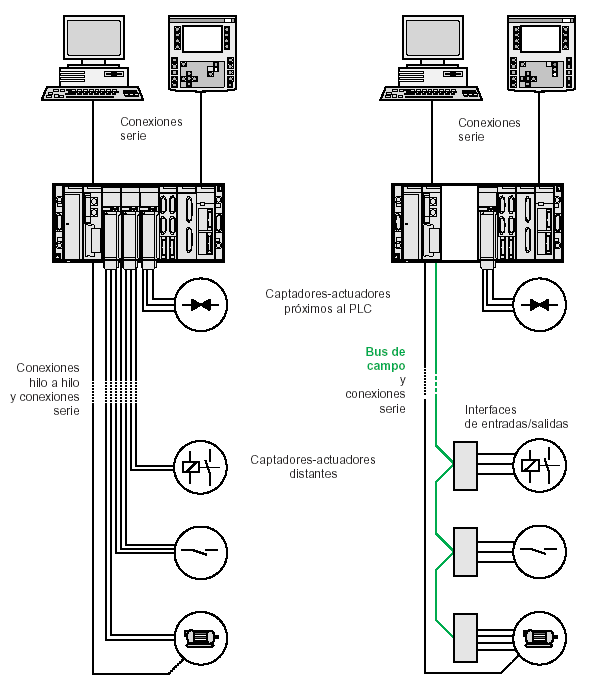 Conexiones
serie
Conexiones
serie
Captadores-actuadores
próximos al PLC
Conexiones
hilo a hilo
y conexiones
serie
Bus de
campo
y
conexiones
serie
Interfaces
de entradas/salidas
Captadores-actuadores
distantes